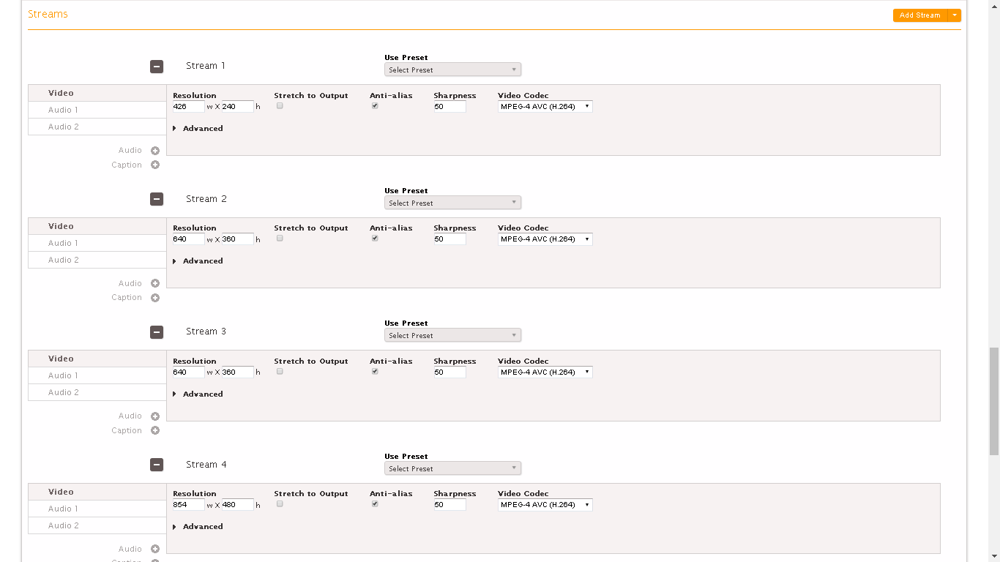 Streams
Add Stream
Use Preset
Stream 1
Select Preset
Video
Audio 1
Audio 2
Resolution Stretch to Output Anti-alias Sharpness Video Codec
426 w X 240 h 50 MPEG-4 AVC (H.264)
Advanced
Audio
Caption
Use Preset
Stream 2
Select Preset
Video
Audio 1
Audio 2
Resolution Stretch to Output Anti-alias Sharpness Video Codec
640 w X 360 h 50 MPEG-4 AVC (H.264)
Advanced
Audio
Caption
Use Preset
Stream 3
Select Preset
Video
Audio 1
Audio 2
Resolution Stretch to Output Anti-alias Sharpness Video Codec
640 w X 360 h 50 MPEG-4 AVC (H.264)
Advanced
Audio
Caption
Use Preset
Stream 4
Select Preset
Video
Audio 1
Audio 2
Resolution Stretch to Output Anti-alias Sharpness Video Codec
854 w X 480 h 50 MPEG-4 AVC (H.264)
Advanced
Audio